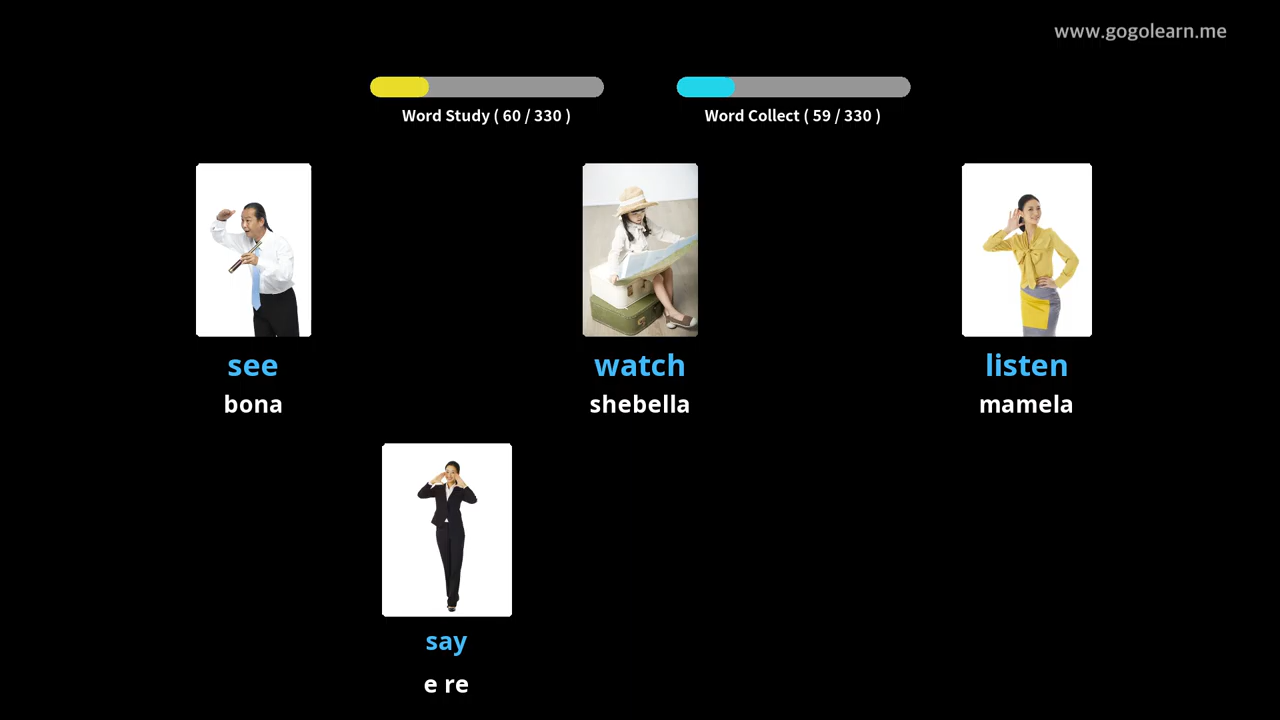 www.gogolearn.me
Word Study ( 60 / 330 )
Word Collect ( 59 / 330 )
see
watch
listen
bona
shebella
mamela
say
e re